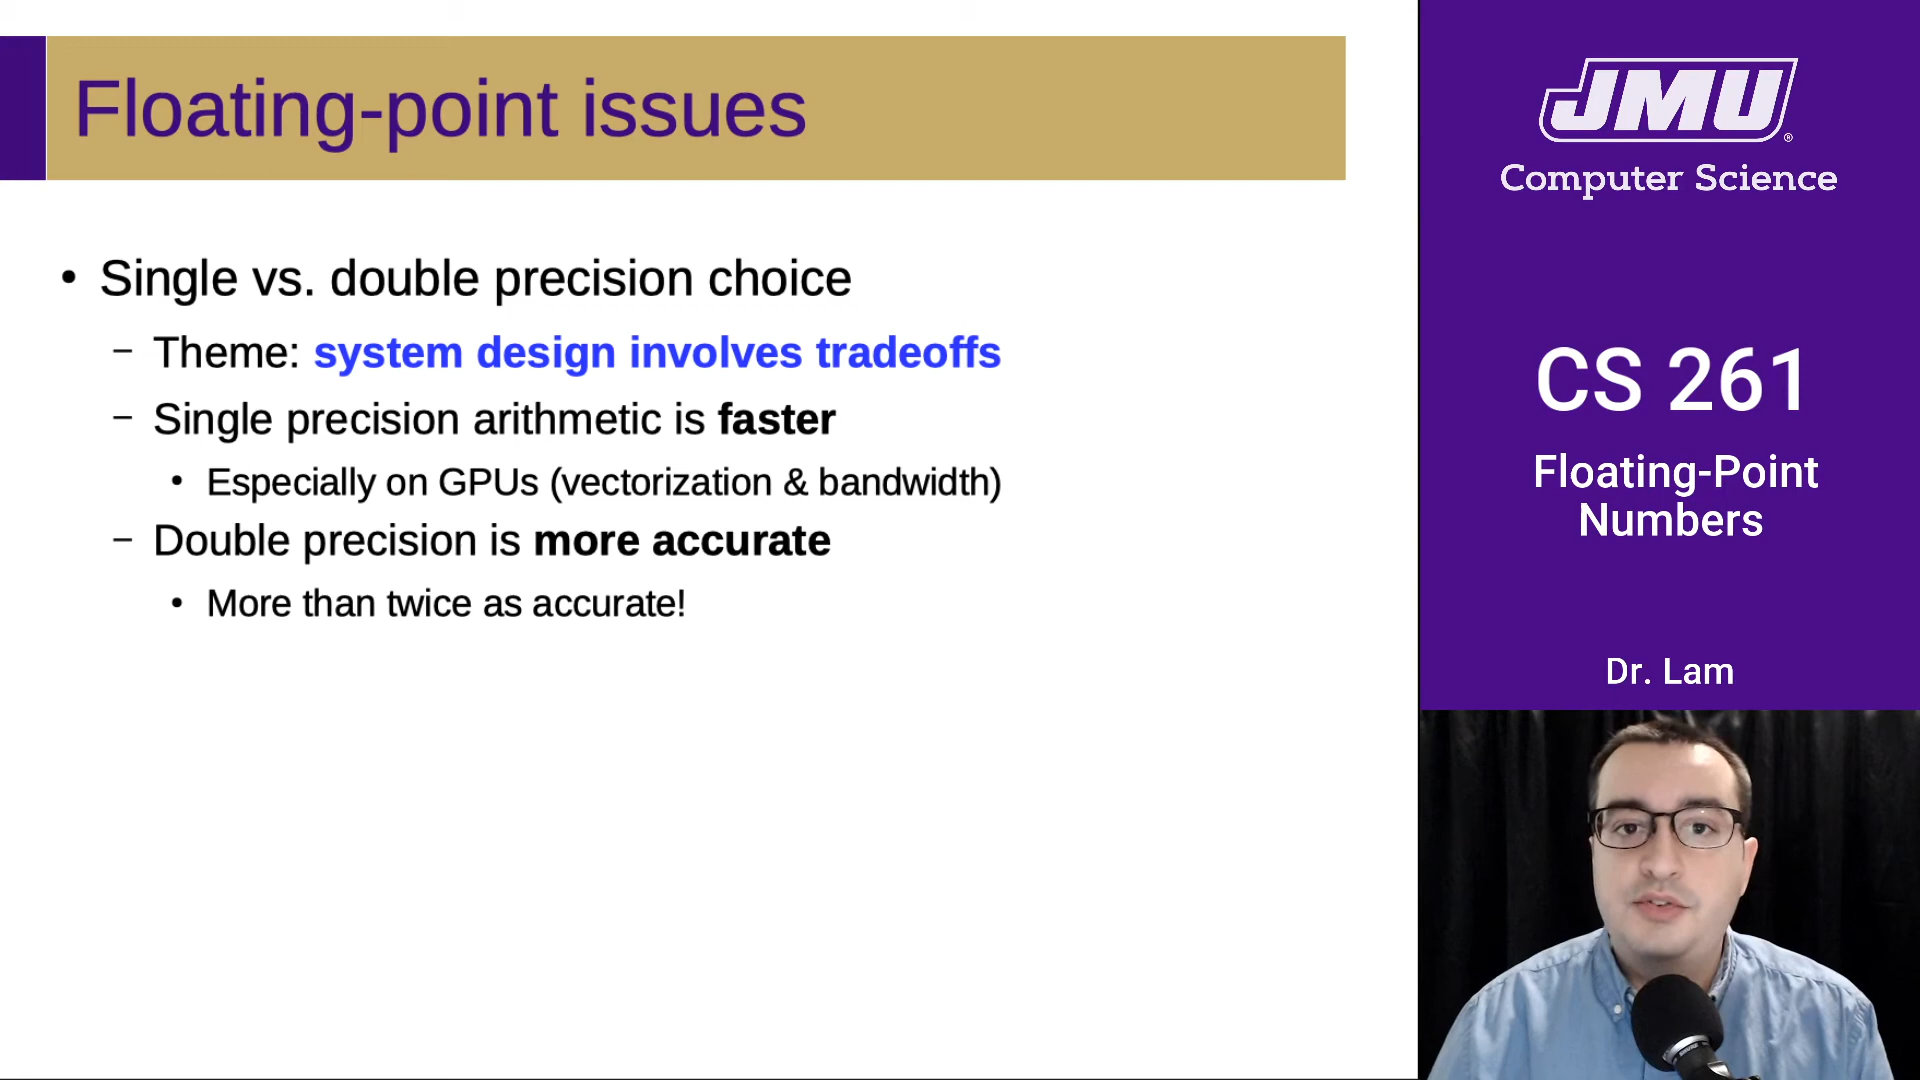 Floating-point issues
• Single vs. double precision choice
– Theme: system design involves tradeoffs
– Single precision arithmetic is faster
• Especially on GPUs (vectorization & bandwidth)
– Double precision is more accurate
• More than twice as accurate!
JMU®
Computer Science
CS 261
Floating-Point
Numbers
Dr. Lam